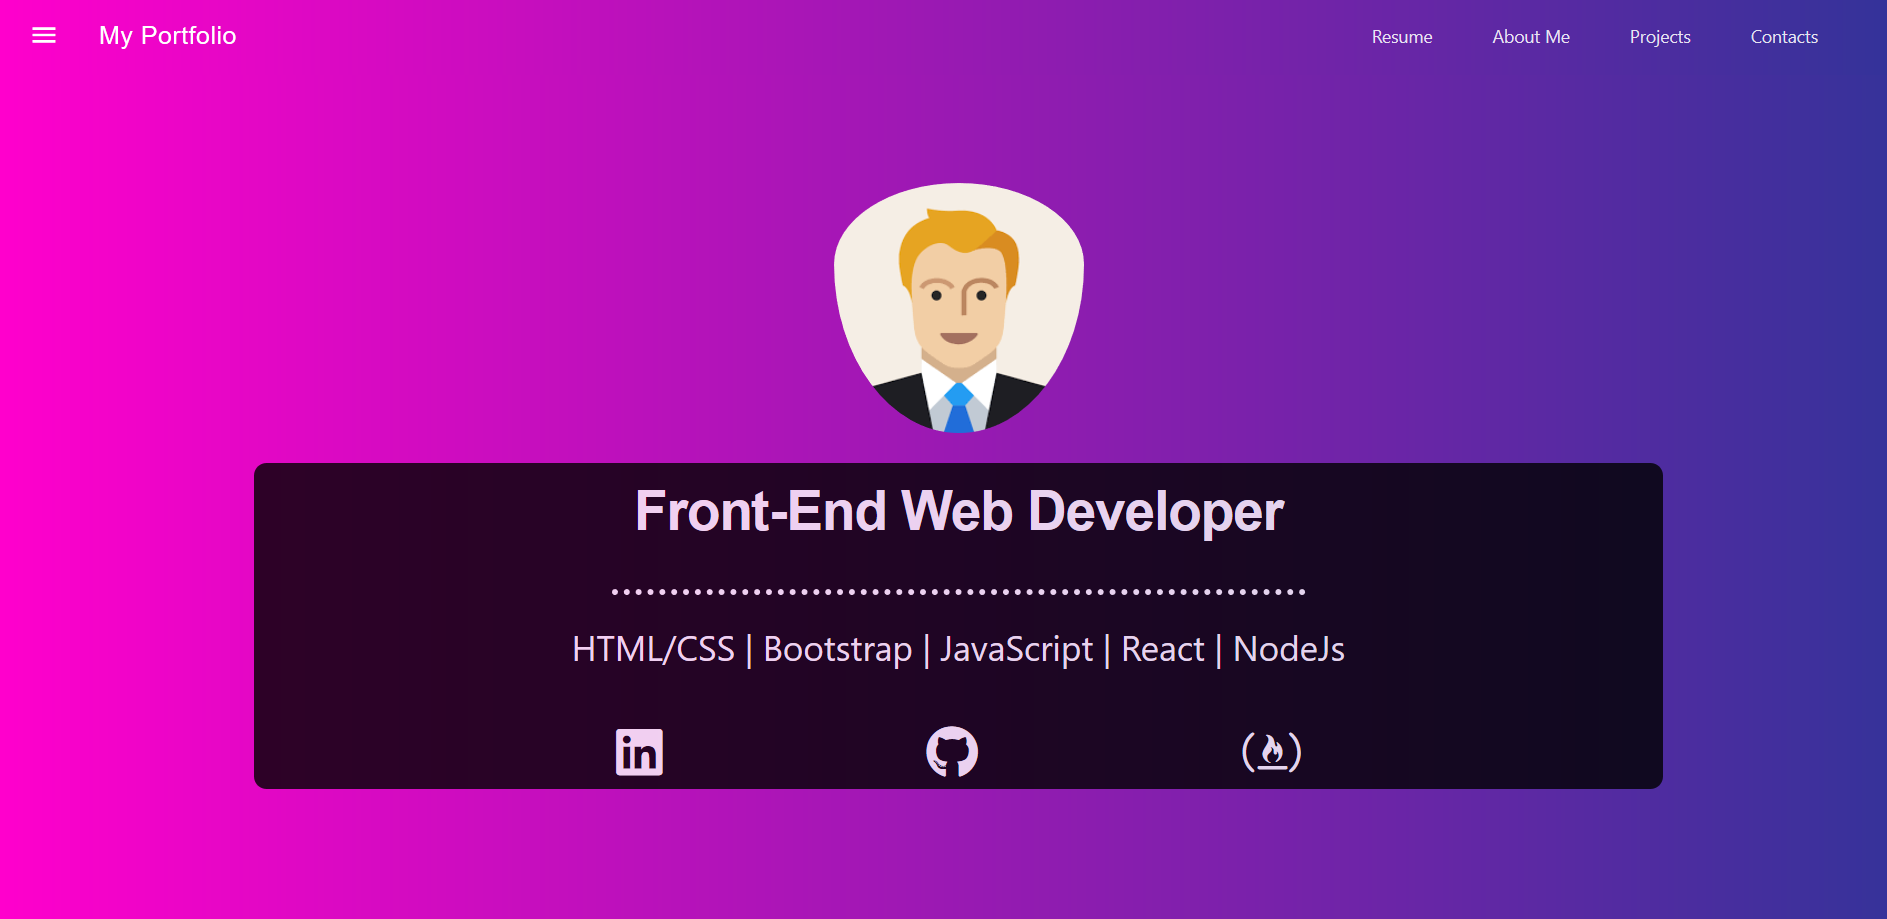 My Portfolio
Resume About Me Projects Contacts
Front-End Web Developer
HTML/CSS | Bootstrap | JavaScript | React | NodeJs
in